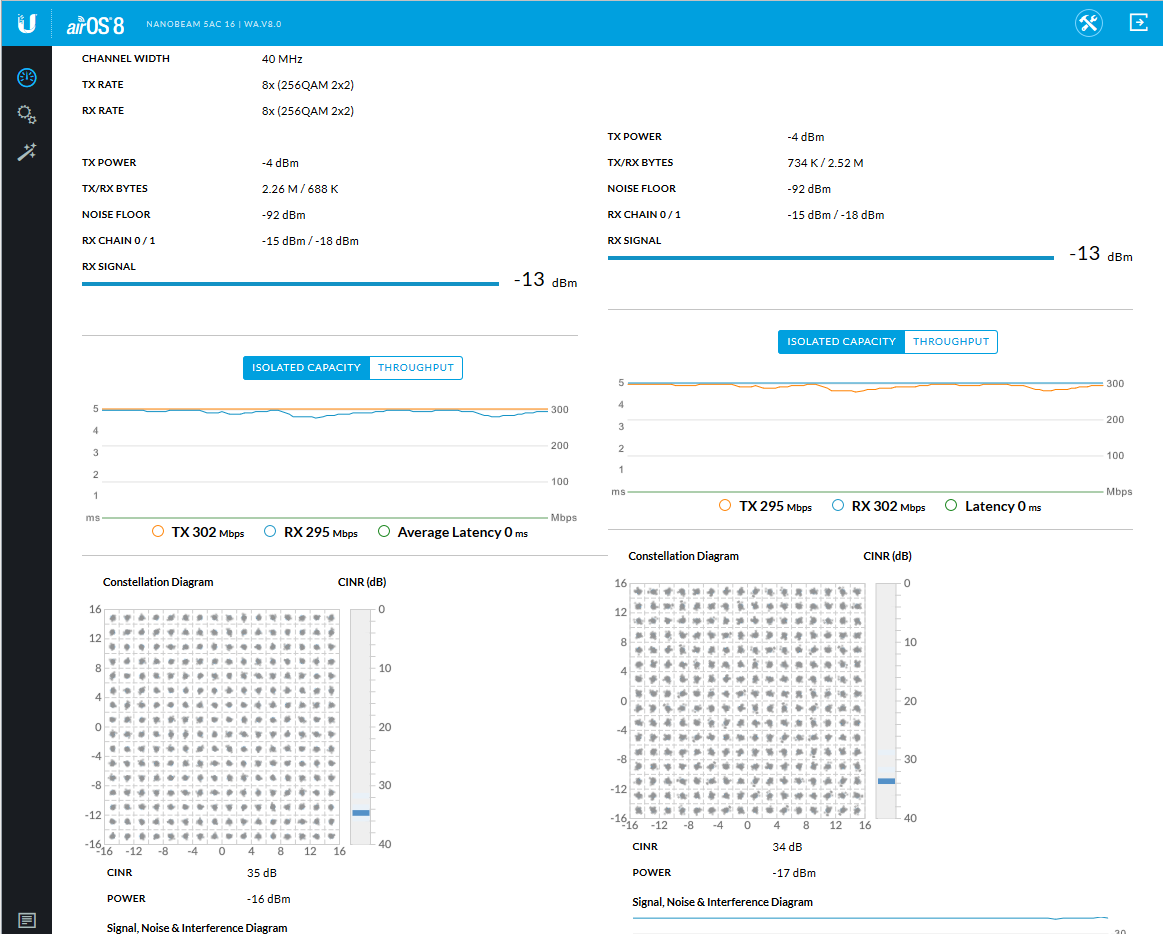 airOS 8 NANOBEAM 5AC 16 | WA.V8.0
CHANNEL WIDTH 40 MHz
TX RATE 8x (256QAM 2x2)
RX RATE 8x (256QAM 2x2)
TX POWER -4 dBm
TX/RX BYTES 2.26 M / 688 K
NOISE FLOOR -92 dBm
RX CHAIN 0 / 1 -15 dBm / -18 dBm
RX SIGNAL
-13 dBm
ISOLATED CAPACITY THROUGHPUT
5 300
4
3 200
2
1 100
ms Mbps
TX 302 Mbps RX 295 Mbps Average Latency 0 ms
Constellation Diagram CINR (dB)
16 0
12
8 10
4
0 20
-4
-8 30
-12
-16 40
-16 -12 -8 -4 0 4 8 12 16
CINR 35 dB
POWER -16 dBm
Signal, Noise & Interference Diagram
TX POWER -4 dBm
TX/RX BYTES 734 K / 2.52 M
NOISE FLOOR -92 dBm
RX CHAIN 0 / 1 -15 dBm / -18 dBm
RX SIGNAL
-13 dBm
ISOLATED CAPACITY THROUGHPUT
5 300
4
3 200
2
1 100
ms Mbps
TX 295 Mbps RX 302 Mbps Latency 0 ms
Constellation Diagram CINR (dB)
16 0
12
8 10
4
0 20
-4
-8 30
-12
-16 40
-16 -12 -8 -4 0 4 8 12 16
CINR 34 dB
POWER -17 dBm
Signal, Noise & Interference Diagram
30